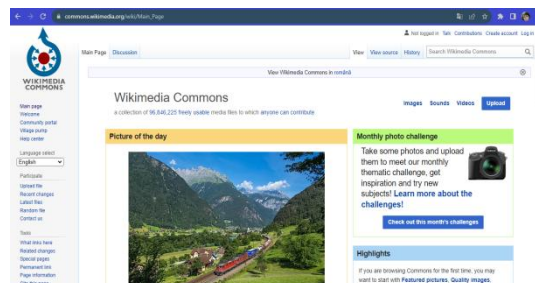 commons.wikimedia.org/wiki/Main_Page
Not logged in Talk Contributions Create account Log in
Main Page Discussion
View View source History Search Wikimedia Commons
View Wikimedia Commons in română
WIKIMEDIA
COMMONS
Main page
Welcome
Community portal
Village pump
Help center
Language select
English
Participate
Upload file
Recent changes
Latest files
Random file
Contact us
Tools
What links here
Related changes
Special pages
Permanent link
Page information
Wikimedia Commons
a collection of 96,846,225 freely usable media files to which anyone can contribute
Images Sounds Videos Upload
Picture of the day
Monthly photo challenge
Take some photos and upload
them to meet our monthly
thematic challenge, get
inspiration and try new
subjects! Learn more about the
challenges!
Check out this month's challenges
Highlights
If you are browsing Commons for the first time, you may
want to start with Featured pictures, Quality images,